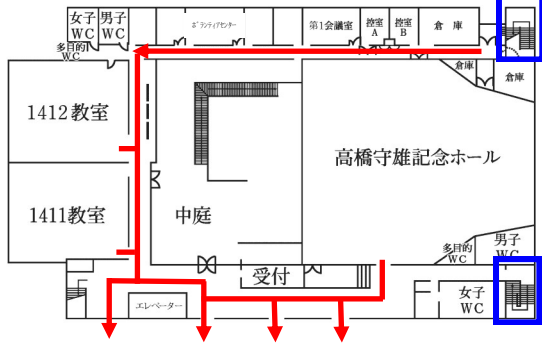 女子
WC
男子
WC
ボランティアセンター
第1会議室
控室
A
控室
B
倉 庫
多目的
WC
倉庫
倉庫
1412教室
高橋守雄記念ホール
1411教室
中庭
多目的
WC
男子
WC
受付
女子
WC
エレベーター